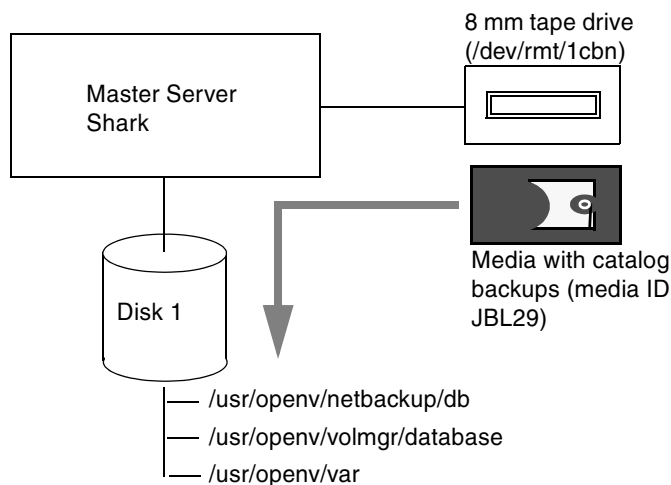 8 mm tape drive
(/dev/rmt/1cbn)
Master Server
Shark
Media with catalog
backups (media ID
JBL29)
Disk 1
/usr/openv/netbackup/db
/usr/openv/volmgr/database
/usr/openv/var